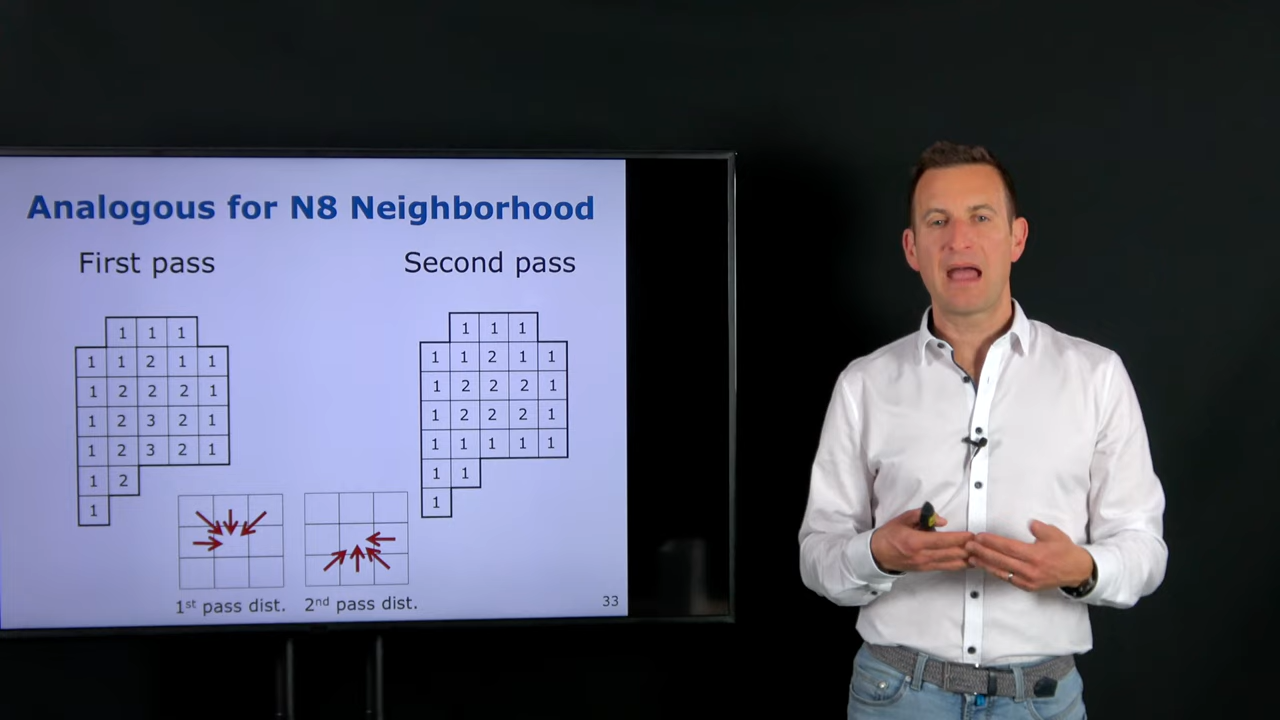 Analogous for N8 Neighborhood
First pass
1 1 1
1 1 2 1 1
1 2 2 2 1
1 2 3 2 1
1 2 3 2 1
1 2
1
Second pass
1 1 1
1 1 2 1 1
1 2 2 2 1
1 2 2 2 1
1 1 1 1 1
1 1
1
1st pass dist.
2nd pass dist.
33